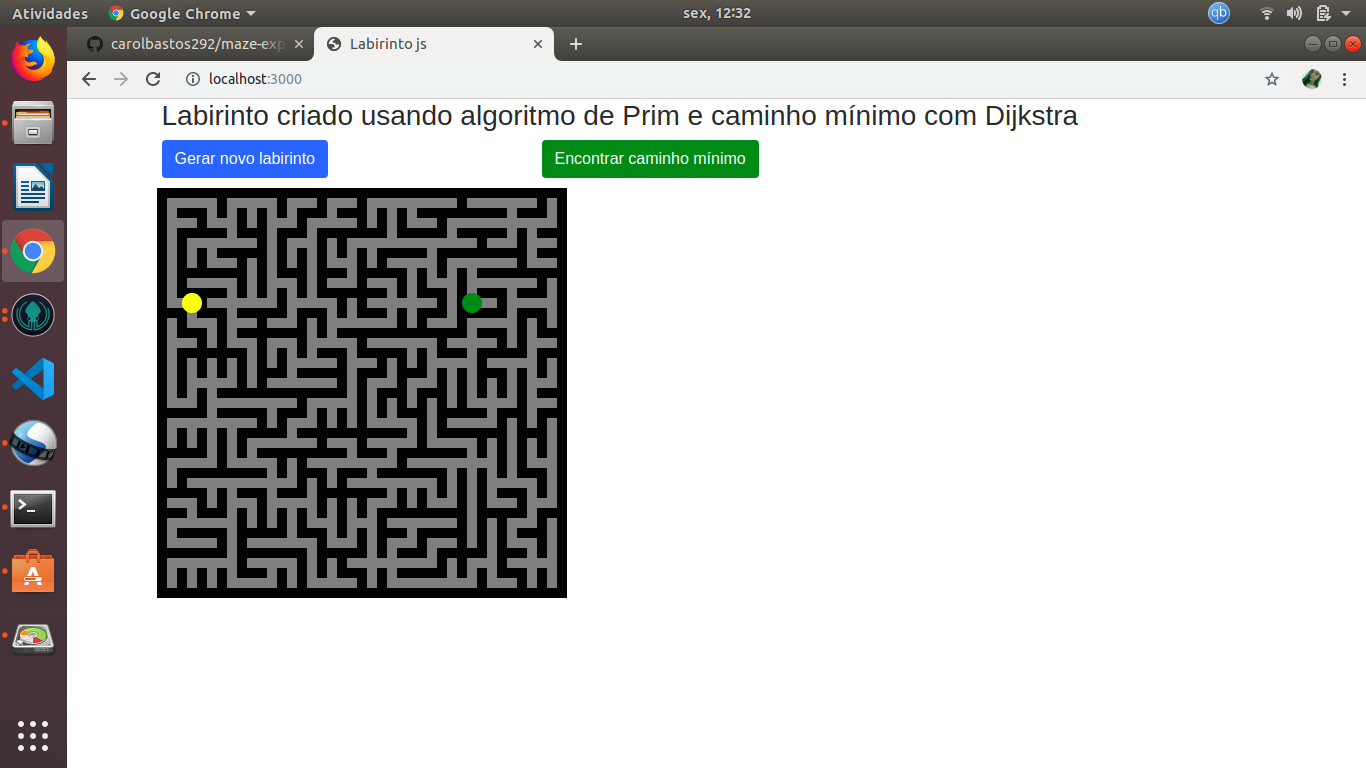 Atividades
Google Chrome
sex, 12:32
qb
carolbastos292/maze-exp
Labirinto js
localhost:3000
Labirinto criado usando algoritmo de Prim e caminho mínimo com Dijkstra
Gerar novo labirinto
Encontrar caminho mínimo